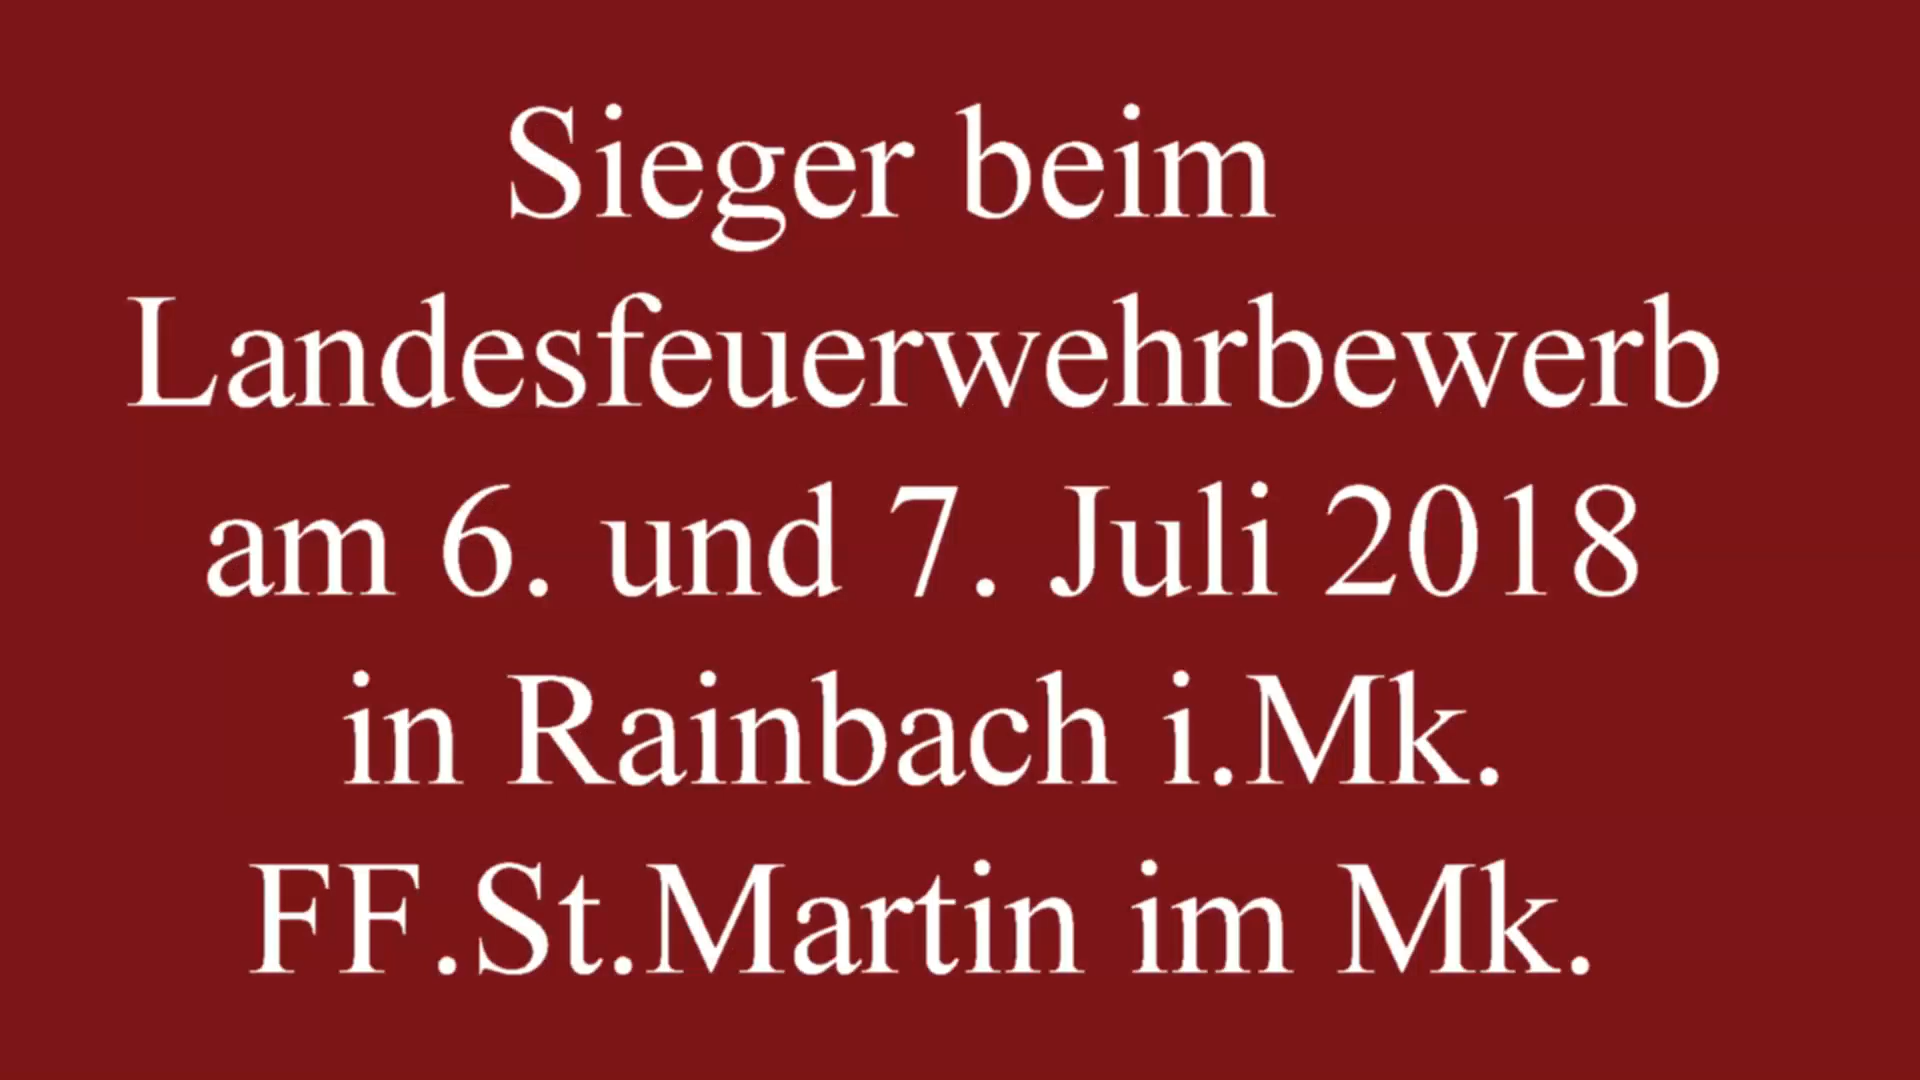 Sieger beim
Landesfeuerwehrbewerb
am 6. und 7. Juli 2018
in Rainbach i.Mk.
FF.St.Martin im Mk.